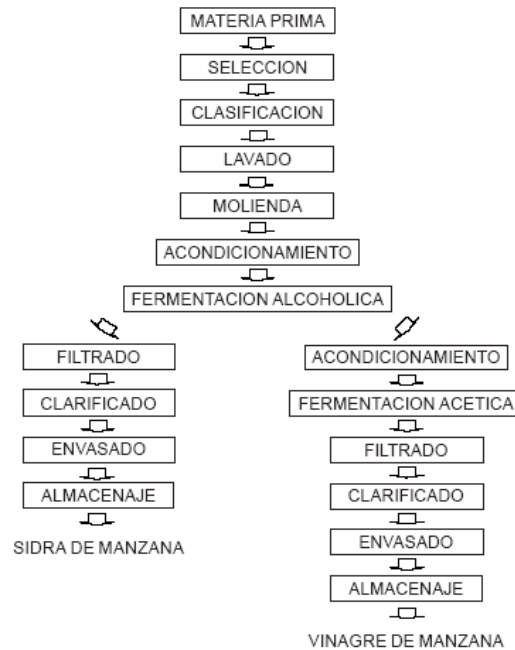 MATERIA PRIMA
SELECCION
CLASIFICACION
LAVADO
MOLIENDA
ACONDICIONAMIENTO
FERMENTACION ALCOHOLICA
FILTRADO
CLARIFICADO
ENVASADO
ALMACENAJE
SIDRA DE MANZANA
ACONDICIONAMIENTO
FERMENTACION ACETICA
FILTRADO
CLARIFICADO
ENVASADO
ALMACENAJE
VINAGRE DE MANZANA